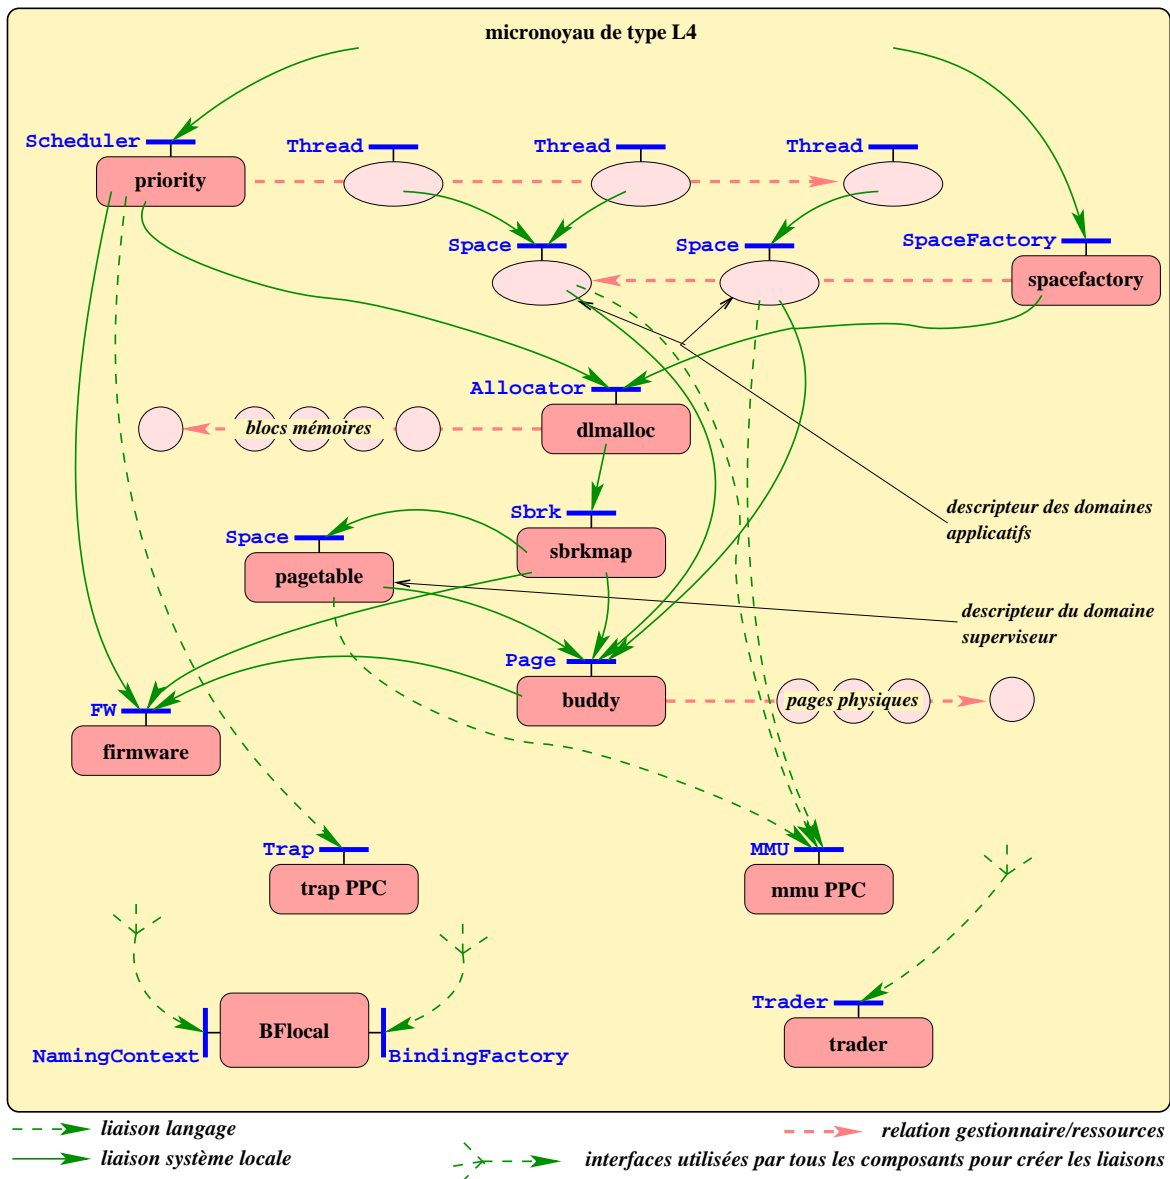 micronoyau de type L4
Scheduler
Thread
Thread
Thread
priority
Space
Space
SpaceFactory
spacefactory
Allocator
blocs mémoires
dlmalloc
descripteur des domaines
applicatifs
Sbrk
Space
sbrkmap
pagetable
descripteur du domaine
superviseur
Page
buddy
pages physiques
FW
firmware
Trap
MMU
trap PPC
mmu PPC
Trader
BFlocal
trader
NamingContext
BindingFactory
liaison langage
relation gestionnaire/ressources
liaison système locale
interfaces utilisées par tous les composants pour créer les liaisons